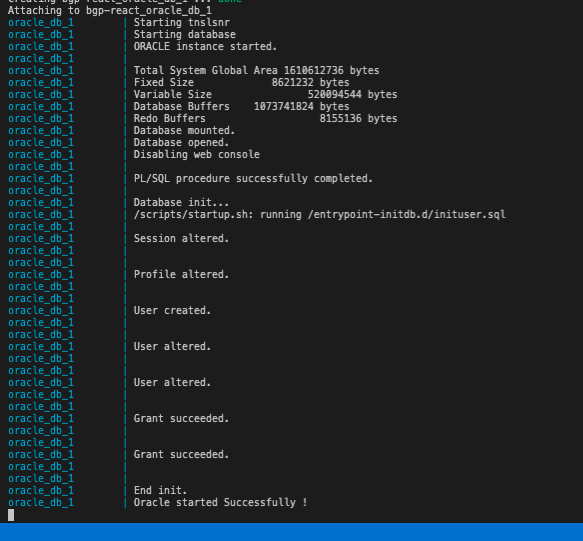 Creating bgp-react_oracle_db_1 ... done
Attaching to bgp-react_oracle_db_1
oracle_db_1 | Starting tnslsnr
oracle_db_1 | Starting database
oracle_db_1 | ORACLE instance started.
oracle_db_1 |
oracle_db_1 | Total System Global Area 1610612736 bytes
oracle_db_1 | Fixed Size 8621232 bytes
oracle_db_1 | Variable Size 520094544 bytes
oracle_db_1 | Database Buffers 1073741824 bytes
oracle_db_1 | Redo Buffers 8155136 bytes
oracle_db_1 | Database mounted.
oracle_db_1 | Database opened.
oracle_db_1 | Disabling web console
oracle_db_1 |
oracle_db_1 | PL/SQL procedure successfully completed.
oracle_db_1 |
oracle_db_1 | Database init...
oracle_db_1 | /scripts/startup.sh: running /entrypoint-initdb.d/inituser.sql
oracle_db_1 |
oracle_db_1 | Session altered.
oracle_db_1 |
oracle_db_1 |
oracle_db_1 | Profile altered.
oracle_db_1 |
oracle_db_1 |
oracle_db_1 | User created.
oracle_db_1 |
oracle_db_1 |
oracle_db_1 | User altered.
oracle_db_1 |
oracle_db_1 |
oracle_db_1 | User altered.
oracle_db_1 |
oracle_db_1 |
oracle_db_1 | Grant succeeded.
oracle_db_1 |
oracle_db_1 |
oracle_db_1 | Grant succeeded.
oracle_db_1 |
oracle_db_1 |
oracle_db_1 | End init.
oracle_db_1 | Oracle started Successfully !